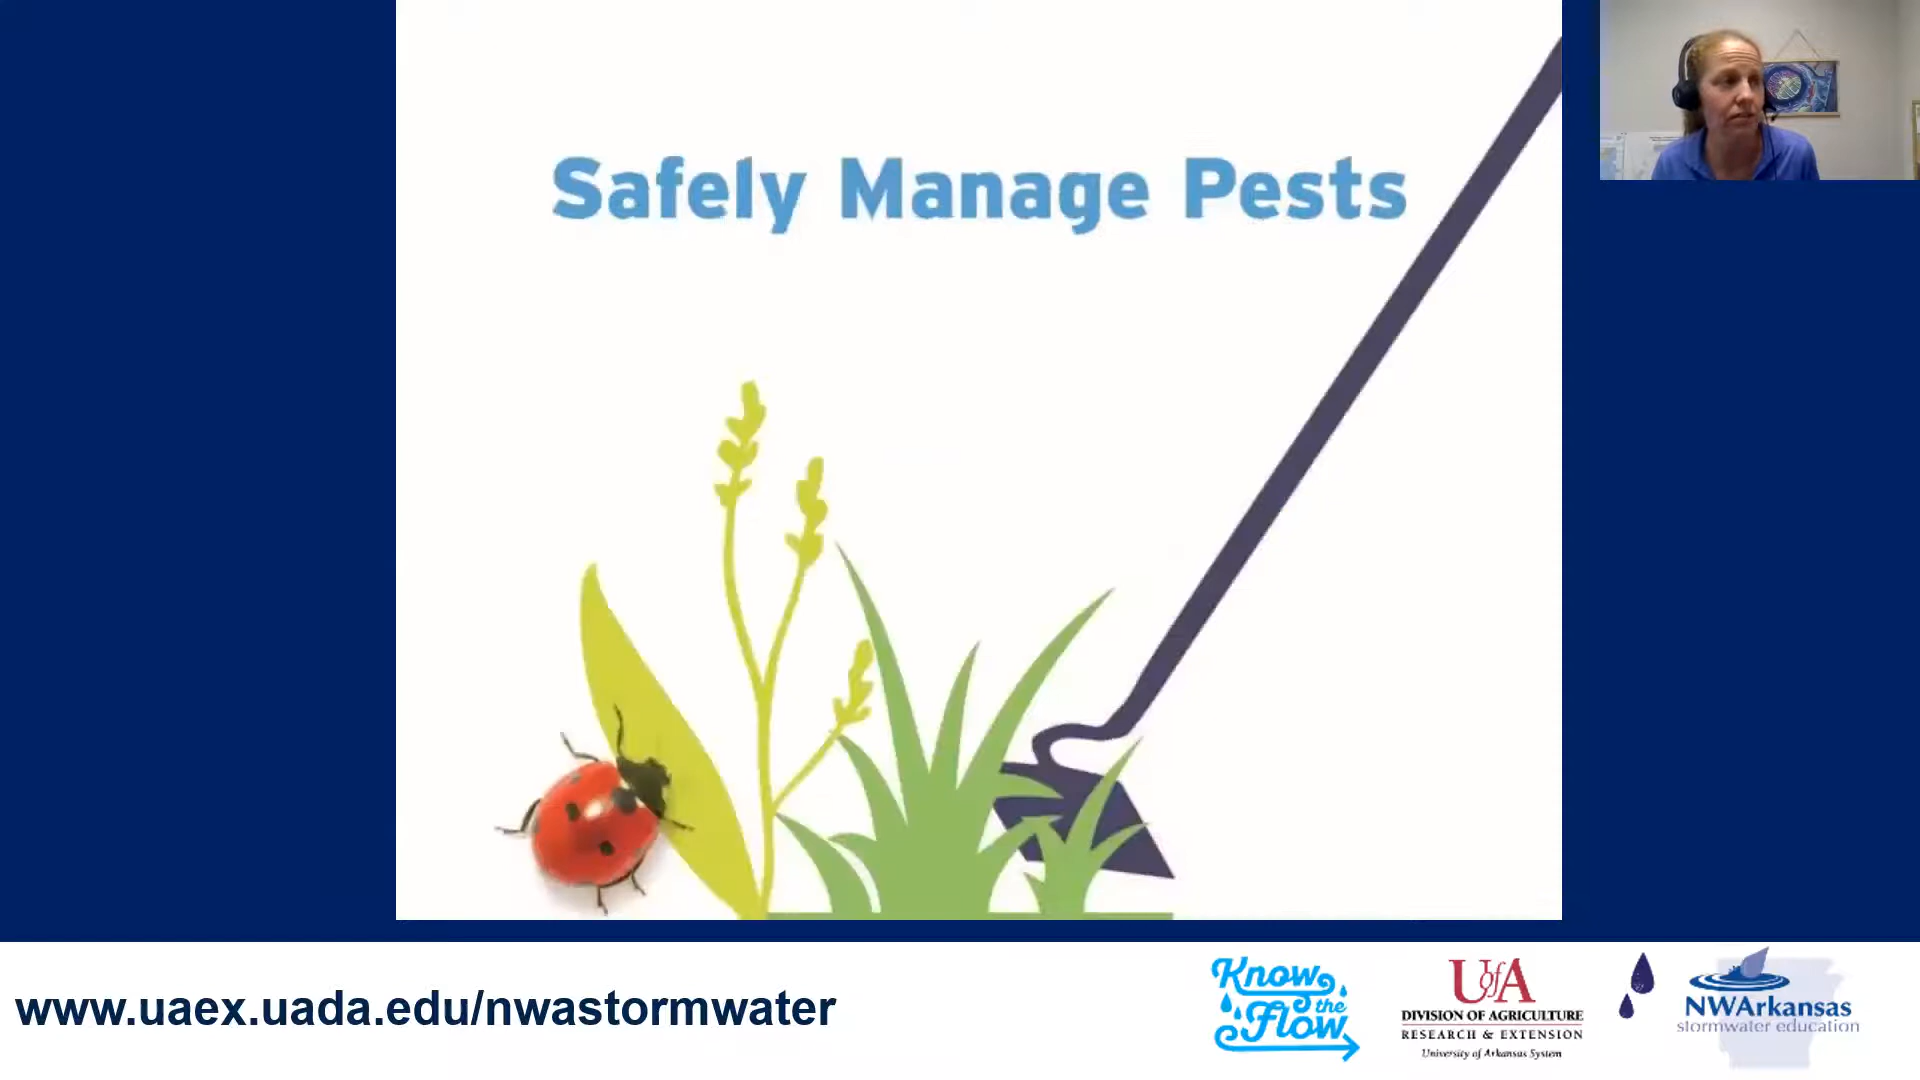 Safely Manage Pests
www.uaex.uada.edu/nwastormwater
Know
the
Flow
UofA
DIVISION OF AGRICULTURE
RESEARCH & EXTENSION
University of Arkansas System
NWArkansas
stormwater education